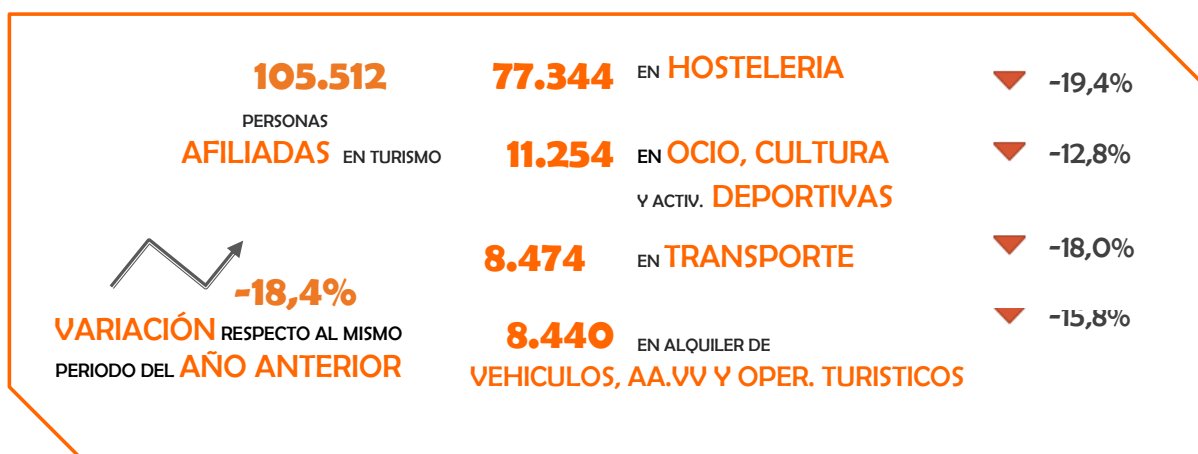 105.512
PERSONAS
AFILIADAS EN TURISMO
-18,4%
VARIACIÓN RESPECTO AL MISMO
PERIODO DEL AÑO ANTERIOR
77.344 EN HOSTELERIA -19,4%
11.254 EN OCIO, CULTURA -12,8%
Y ACTIV. DEPORTIVAS
8.474 EN TRANSPORTE -18,0%
8.440 EN ALQUILER DE -15,8%
VEHICULOS, AA.VV Y OPER. TURISTICOS